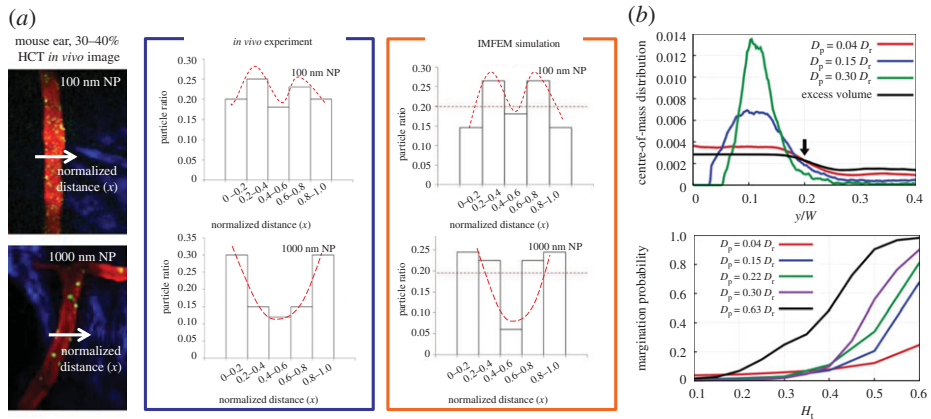 (a)
mouse ear, 30–40%
HCT in vivo image
100 nm NP
normalized
distance (x)
1000 nm NP
normalized
distance (x)
in vivo experiment
100 nm NP
particle ratio
0.30
0.25
0.20
0.15
0.10
0.05
0.00
0–0.2
0.2–0.4
0.4–0.6
0.6–0.8
0.8–1.0
normalized distance (x)
1000 nm NP
particle ratio
0.35
0.30
0.25
0.20
0.15
0.10
0.05
0.00
0–0.2
0.2–0.4
0.4–0.6
0.6–0.8
0.8–1.0
normalized distance (x)
IMFEM simulation
100 nm NP
particle ratio
0.30
0.25
0.20
0.15
0.10
0.05
0
0–0.2
0.2–0.4
0.4–0.6
0.6–0.8
0.8–1.0
normalized distance (x)
1000 nm NP
particle ratio
0.25
0.20
0.15
0.10
0.05
0
0–0.2
0.2–0.4
0.4–0.6
0.6–0.8
0.8–1.0
normalized distance (x)
(b)
centre-of-mass distribution
0.014
0.012
0.010
0.008
0.006
0.004
0.002
0
Dp = 0.04 Dr
Dp = 0.15 Dr
Dp = 0.30 Dr
excess volume
0 0.1 0.2 0.3 0.4
y/W
margination probability
1.0
0.8
0.6
0.4
0.2
0
Dp = 0.04 Dr
Dp = 0.15 Dr
Dp = 0.22 Dr
Dp = 0.30 Dr
Dp = 0.63 Dr
0.1 0.2 0.3 0.4 0.5 0.6
Ht